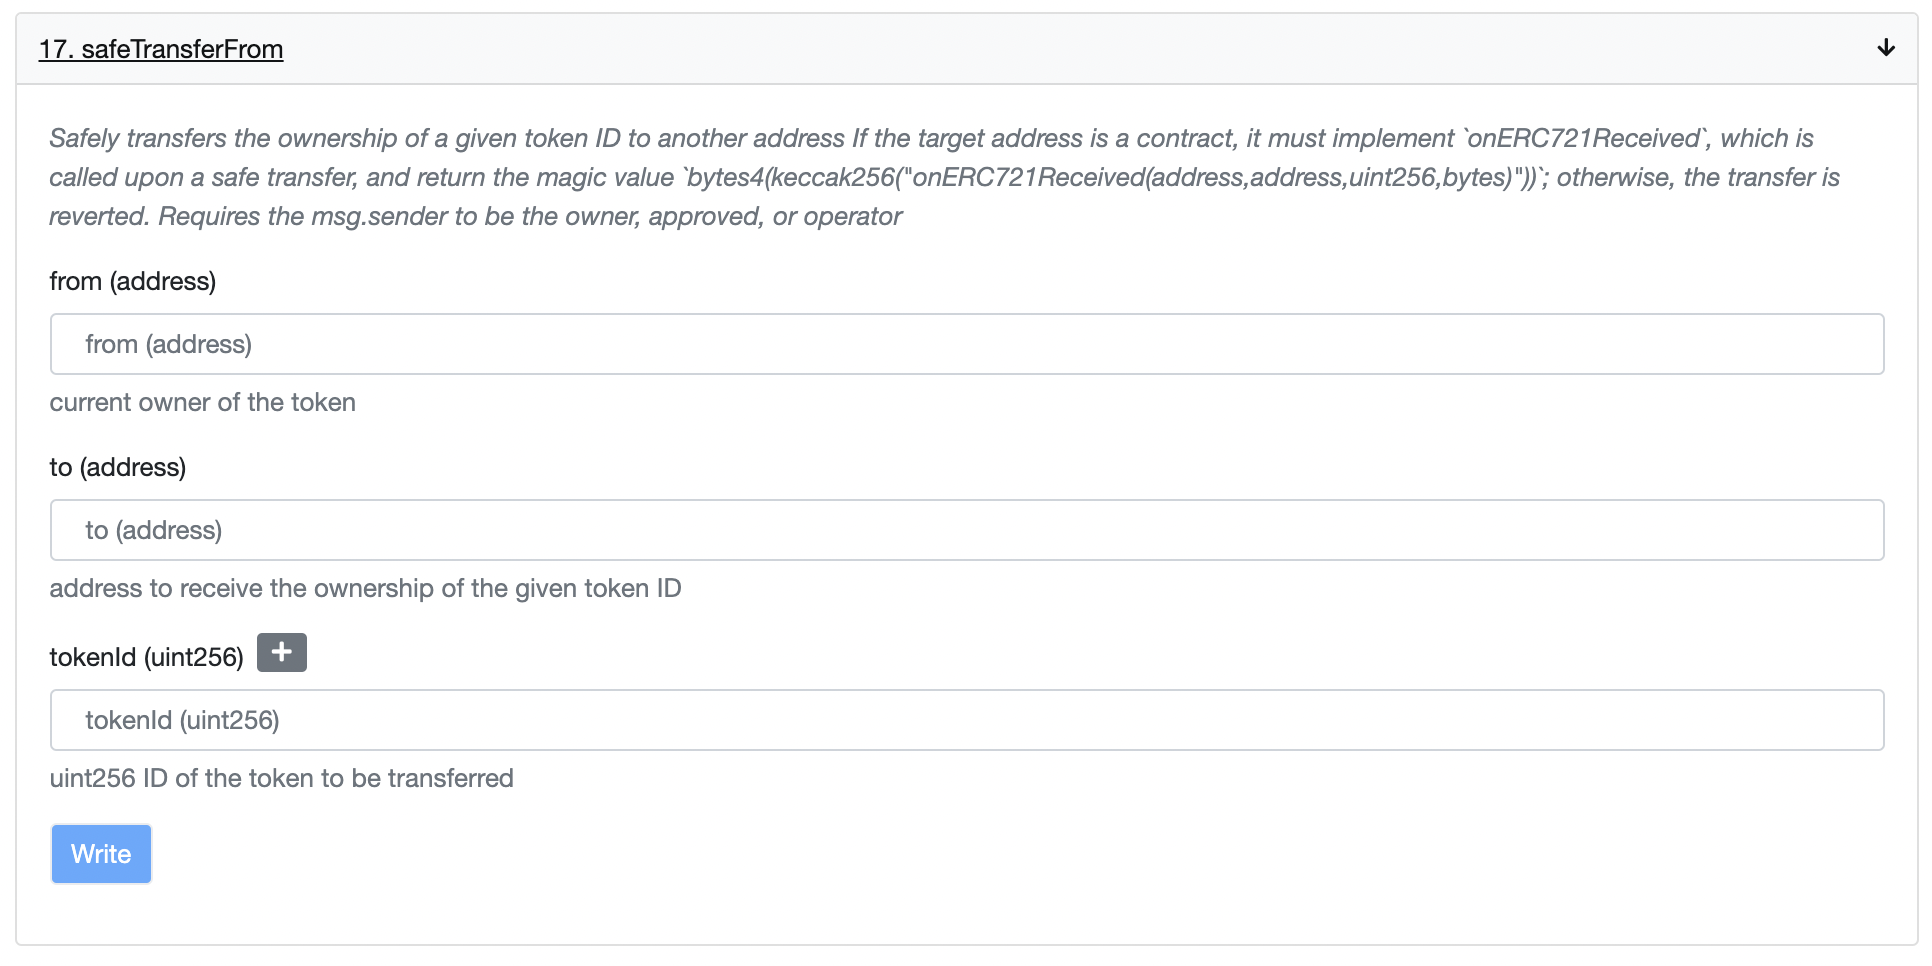 17. safeTransferFrom
Safely transfers the ownership of a given token ID to another address If the target address is a contract, it must implement `onERC721Received`, which is
called upon a safe transfer, and return the magic value `bytes4(keccak256("onERC721Received(address,address,uint256,bytes)"))`; otherwise, the transfer is
reverted. Requires the msg.sender to be the owner, approved, or operator
from (address)
from (address)
current owner of the token
to (address)
to (address)
address to receive the ownership of the given token ID
tokenId (uint256)
tokenId (uint256)
uint256 ID of the token to be transferred
Write